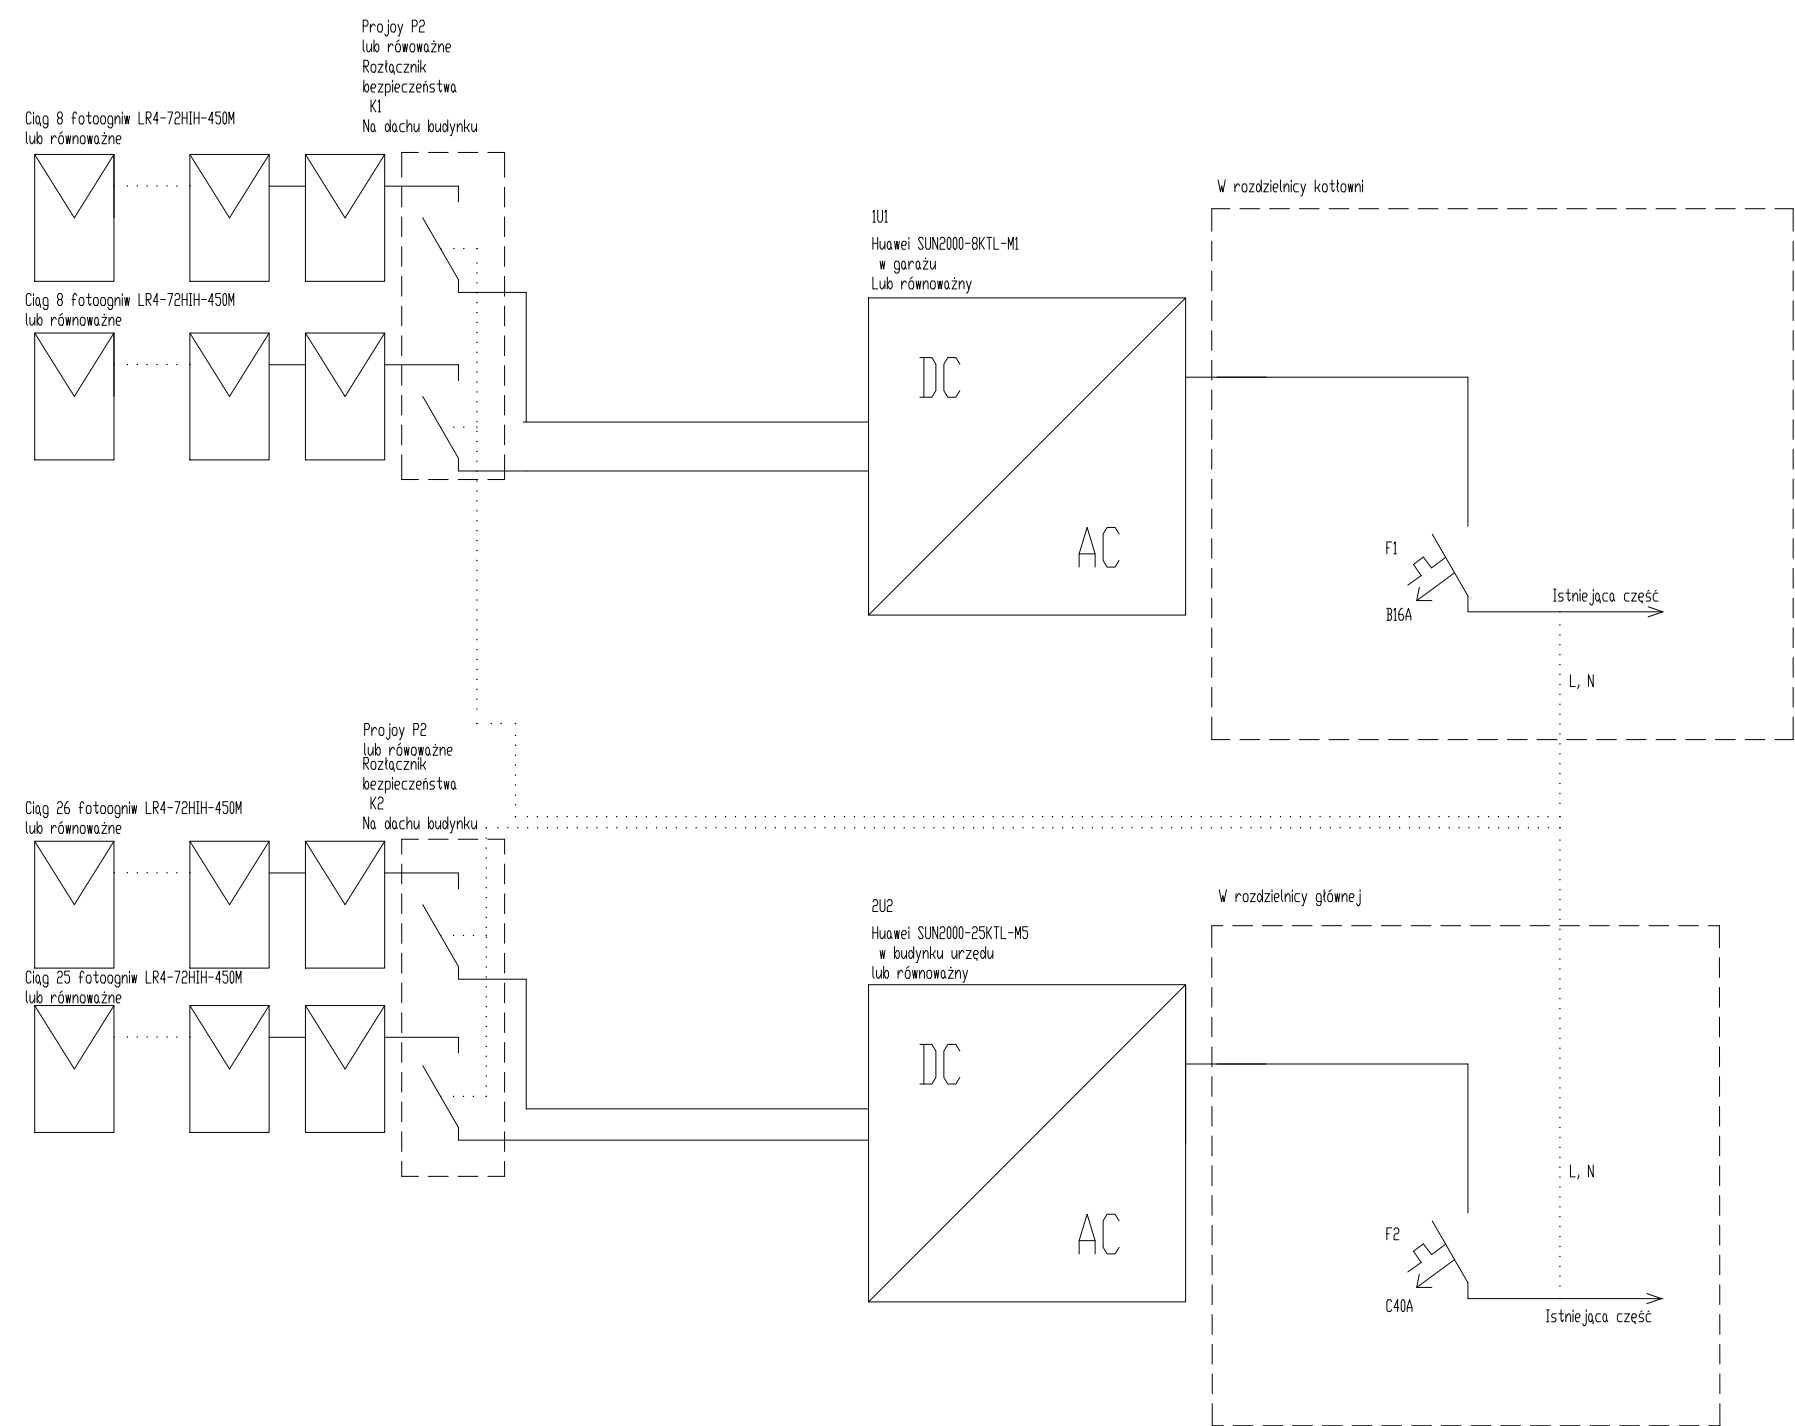 Projoy P2
lub rówoważne
Rozłącznik
bezpieczeństwa
K1
Na dachu budynku
Ciąg 8 fotoogniw LR4-72HIH-450M
lub równoważne
Ciąg 8 fotoogniw LR4-72HIH-450M
lub równoważne
1U1
Huawei SUN2000-8KTL-M1
w garażu
Lub równoważny
DC
AC
W rozdzielnicy kotłowni
F1
B16A
Istniejąca część
L, N
Projoy P2
lub rówoważne
Rozłącznik
bezpieczeństwa
K2
Na dachu budynku
Ciąg 26 fotoogniw LR4-72HIH-450M
lub równoważne
Ciąg 25 fotoogniw LR4-72HIH-450M
lub równoważne
2U2
Huawei SUN2000-25KTL-M5
w budynku urzędu
lub równoważny
DC
AC
W rozdzielnicy głównej
L, N
F2
C40A
Istniejąca część